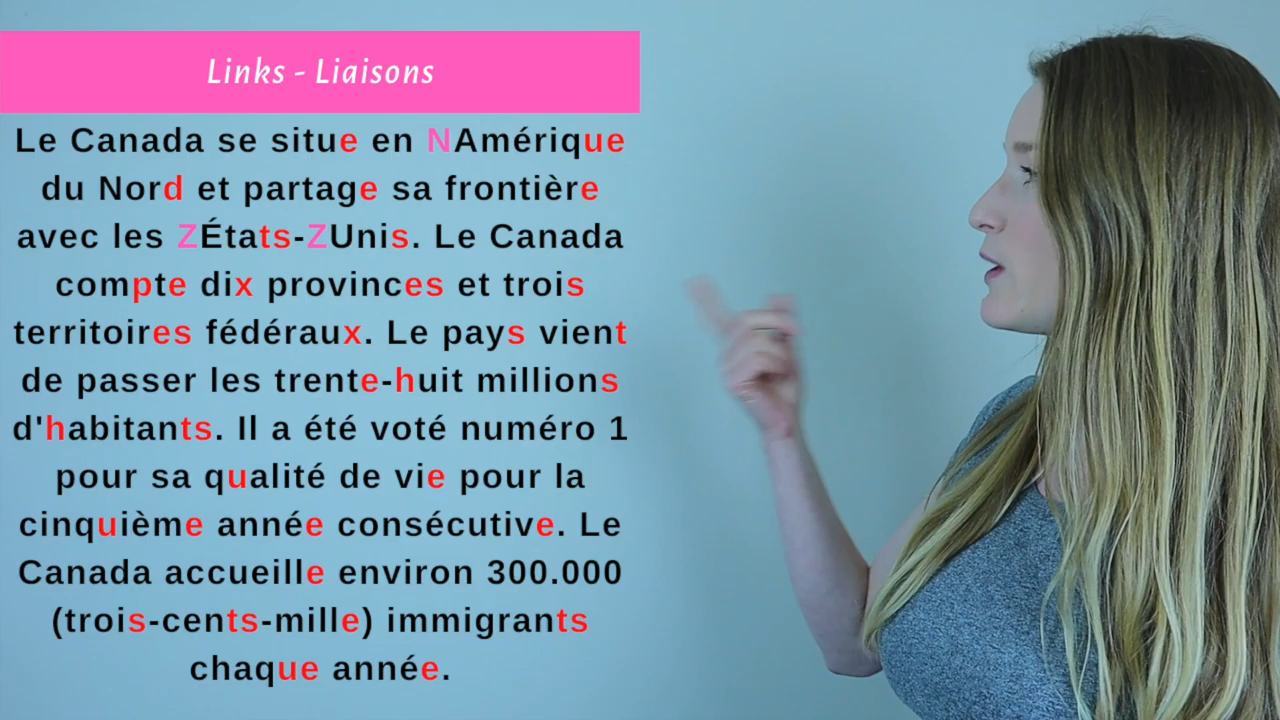 Links - Liaisons
Le Canada se situe en NAmérique
du Nord et partage sa frontière
avec les ZÉtats-ZUnis. Le Canada
compte dix provinces et trois
territoires fédéraux. Le pays vient
de passer les trente-huit millions
d'habitants. Il a été voté numéro 1
pour sa qualité de vie pour la
cinquième année consécutive. Le
Canada accueille environ 300.000
(trois-cents-mille) immigrants
chaque année.